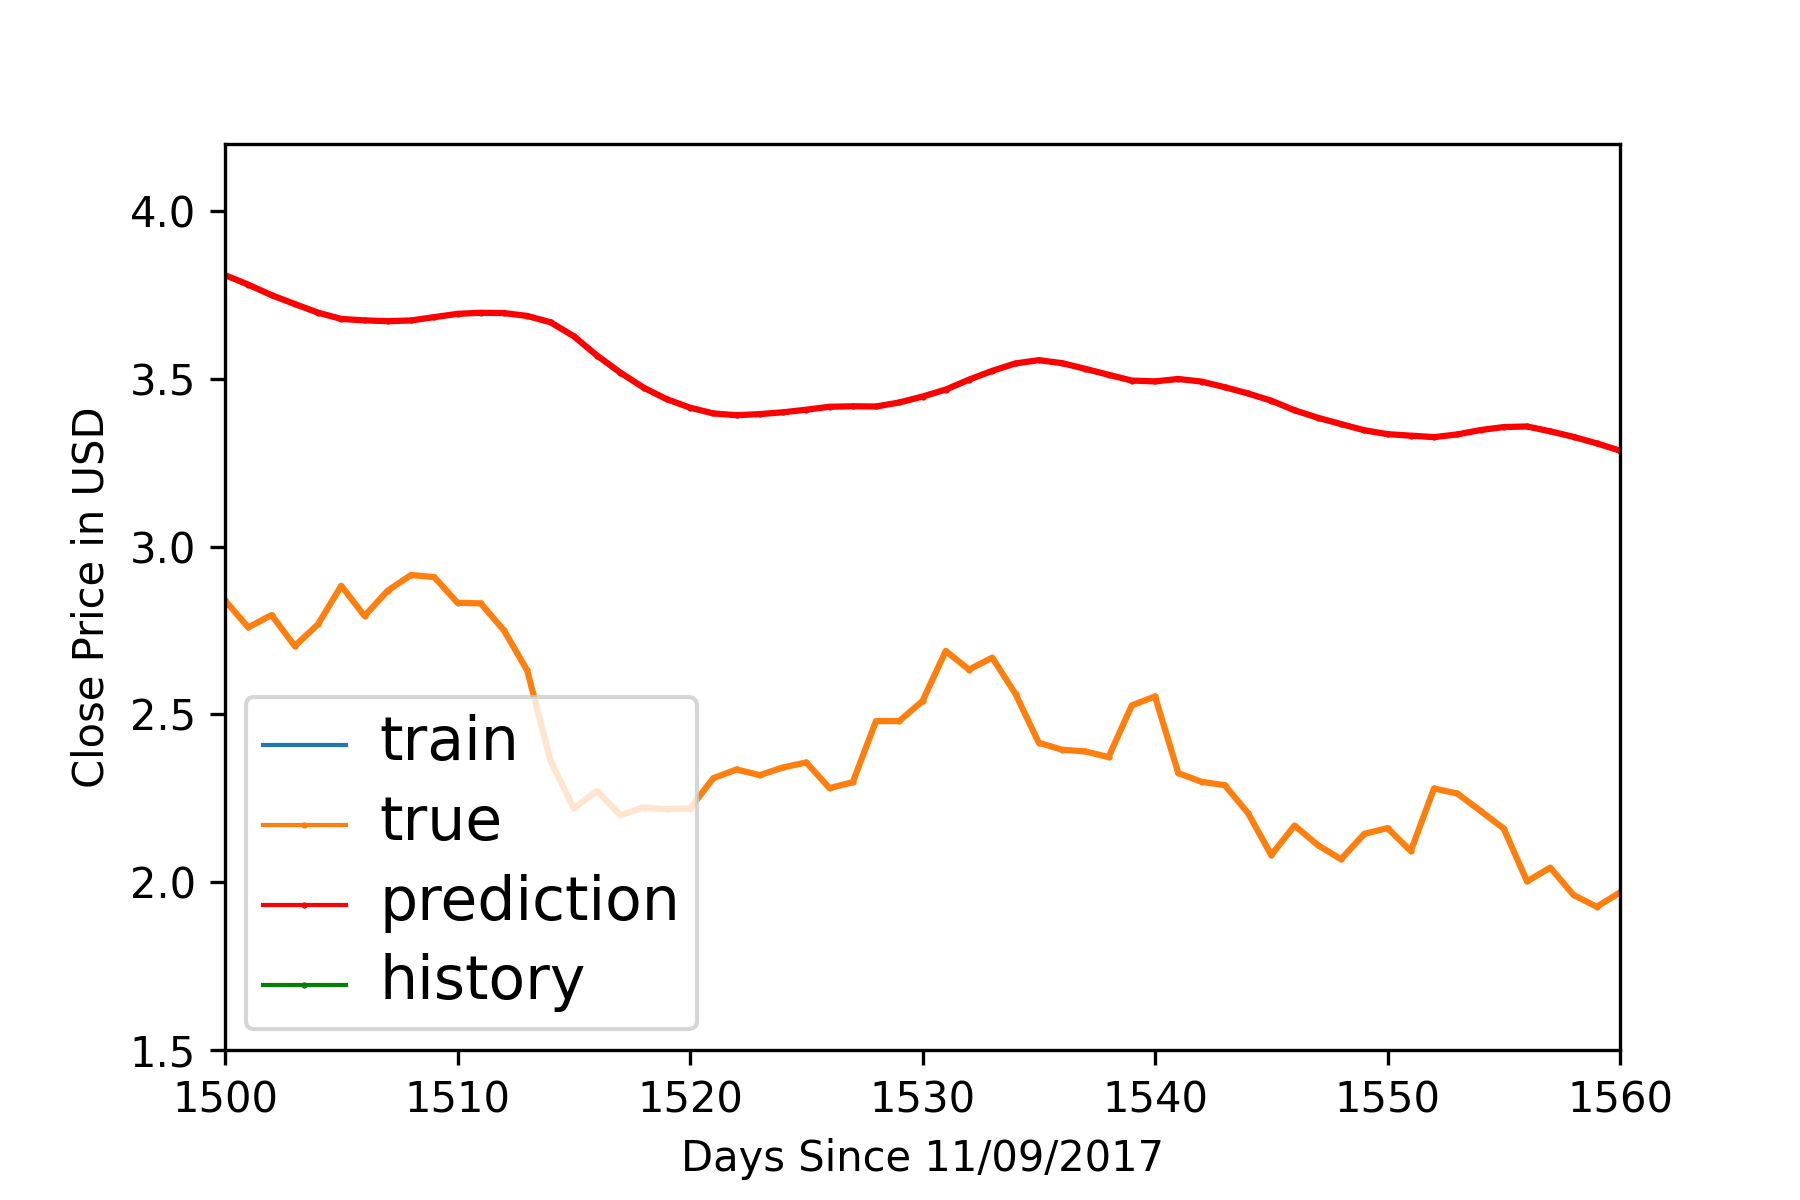 4.0
3.5
3.0
2.5
2.0
1.5
Close Price in USD
train
true
prediction
history
1500 1510 1520 1530 1540 1550 1560
Days Since 11/09/2017